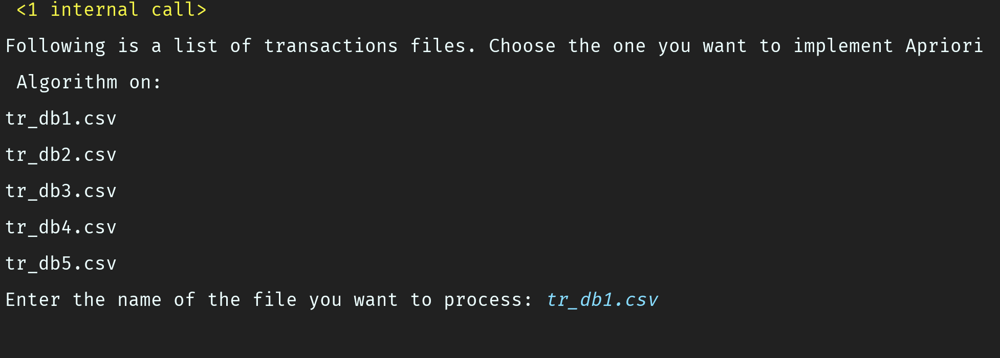 <1 internal call>
Following is a list of transactions files. Choose the one you want to implement Apriori
Algorithm on:
tr_db1.csv
tr_db2.csv
tr_db3.csv
tr_db4.csv
tr_db5.csv
Enter the name of the file you want to process: tr_db1.csv